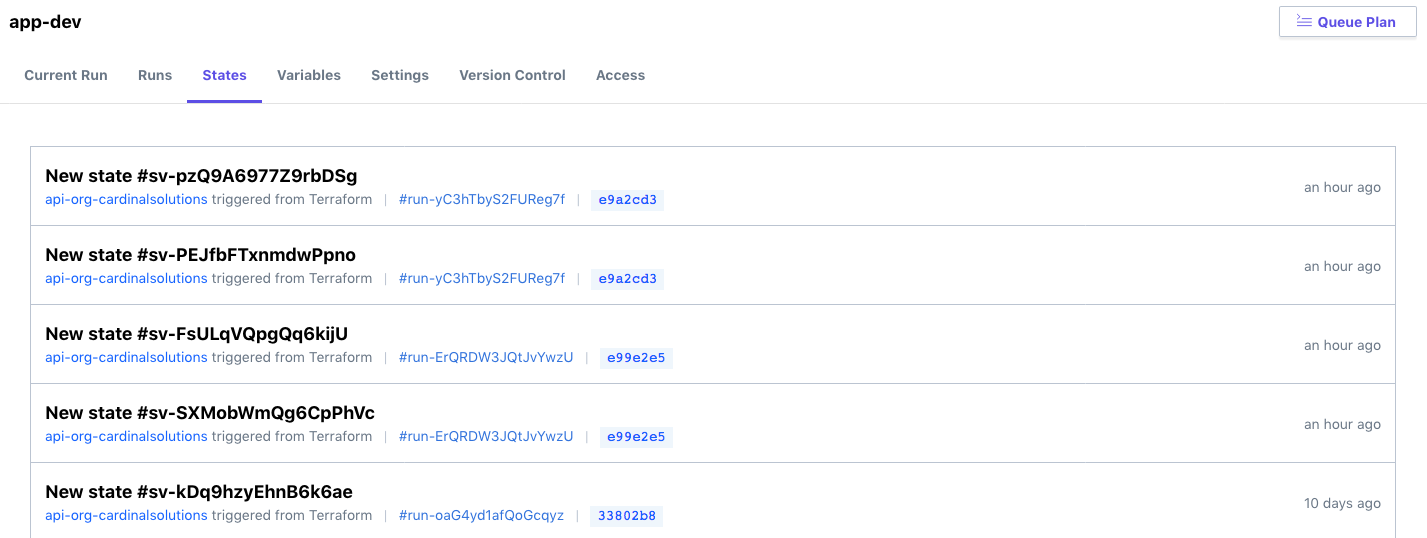 app-dev
Queue Plan
Current Run Runs States Variables Settings Version Control Access
New state #sv-pzQ9A6977Z9rbDSg
api-org-cardinalsolutions triggered from Terraform | #run-yC3hTbyS2FUReg7f | e9a2cd3
an hour ago
New state #sv-PEJfbFTxnmdwPpno
api-org-cardinalsolutions triggered from Terraform | #run-yC3hTbyS2FUReg7f | e9a2cd3
an hour ago
New state #sv-FsULqVQpgQq6kijU
api-org-cardinalsolutions triggered from Terraform | #run-ErQRDW3JQtJvYwzU | e99e2e5
an hour ago
New state #sv-SXMobWmQg6CpPhVc
api-org-cardinalsolutions triggered from Terraform | #run-ErQRDW3JQtJvYwzU | e99e2e5
an hour ago
New state #sv-kDq9hzyEhnB6k6ae
api-org-cardinalsolutions triggered from Terraform | #run-oaG4yd1afQoGcqyz | 33802b8
10 days ago